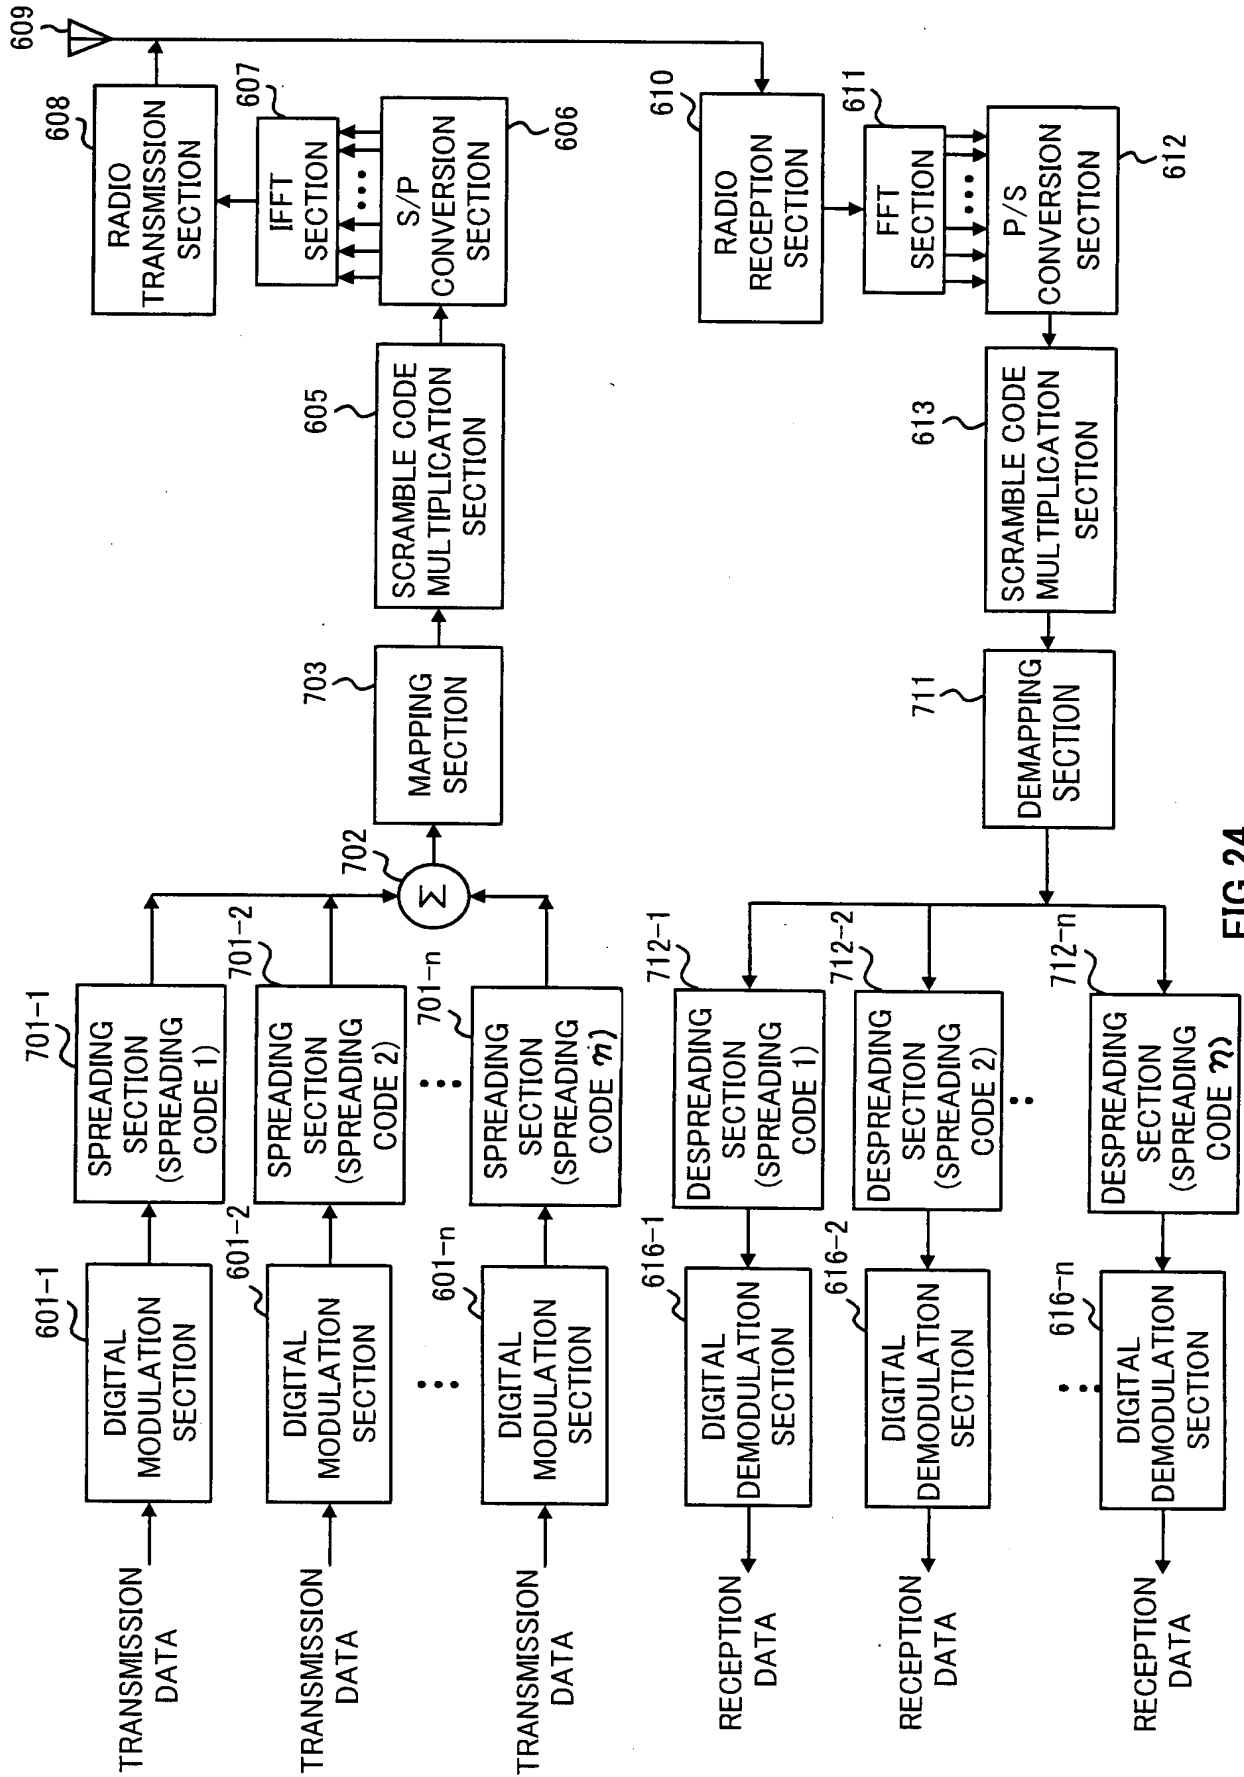 TRANSMISSION
DATA
601-1
DIGITAL
MODULATION
SECTION
701-1
SPREADING
SECTION
(SPREADING
CODE 1)
TRANSMISSION
DATA
601-2
DIGITAL
MODULATION
SECTION
701-2
SPREADING
SECTION
(SPREADING
CODE 2)
TRANSMISSION
DATA
601-n
DIGITAL
MODULATION
SECTION
701-n
SPREADING
SECTION
(SPREADING
CODE n)
702
Σ
703
MAPPING
SECTION
605
SCRAMBLE CODE
MULTIPLICATION
SECTION
606
S/P
CONVERSION
SECTION
607
IFFT
SECTION
608
RADIO
TRANSMISSION
SECTION
609
610
RADIO
RECEPTION
SECTION
611
FFT
SECTION
612
P/S
CONVERSION
SECTION
613
SCRAMBLE CODE
MULTIPLICATION
SECTION
711
DEMAPPING
SECTION
712-1
DESPREADING
SECTION
(SPREADING
CODE 1)
616-1
DIGITAL
DEMODULATION
SECTION
RECEPTION
DATA
712-2
DESPREADING
SECTION
(SPREADING
CODE 2)
616-2
DIGITAL
DEMODULATION
SECTION
RECEPTION
DATA
712-n
DESPREADING
SECTION
(SPREADING
CODE n)
616-n
DIGITAL
DEMODULATION
SECTION
RECEPTION
DATA
FIG.24